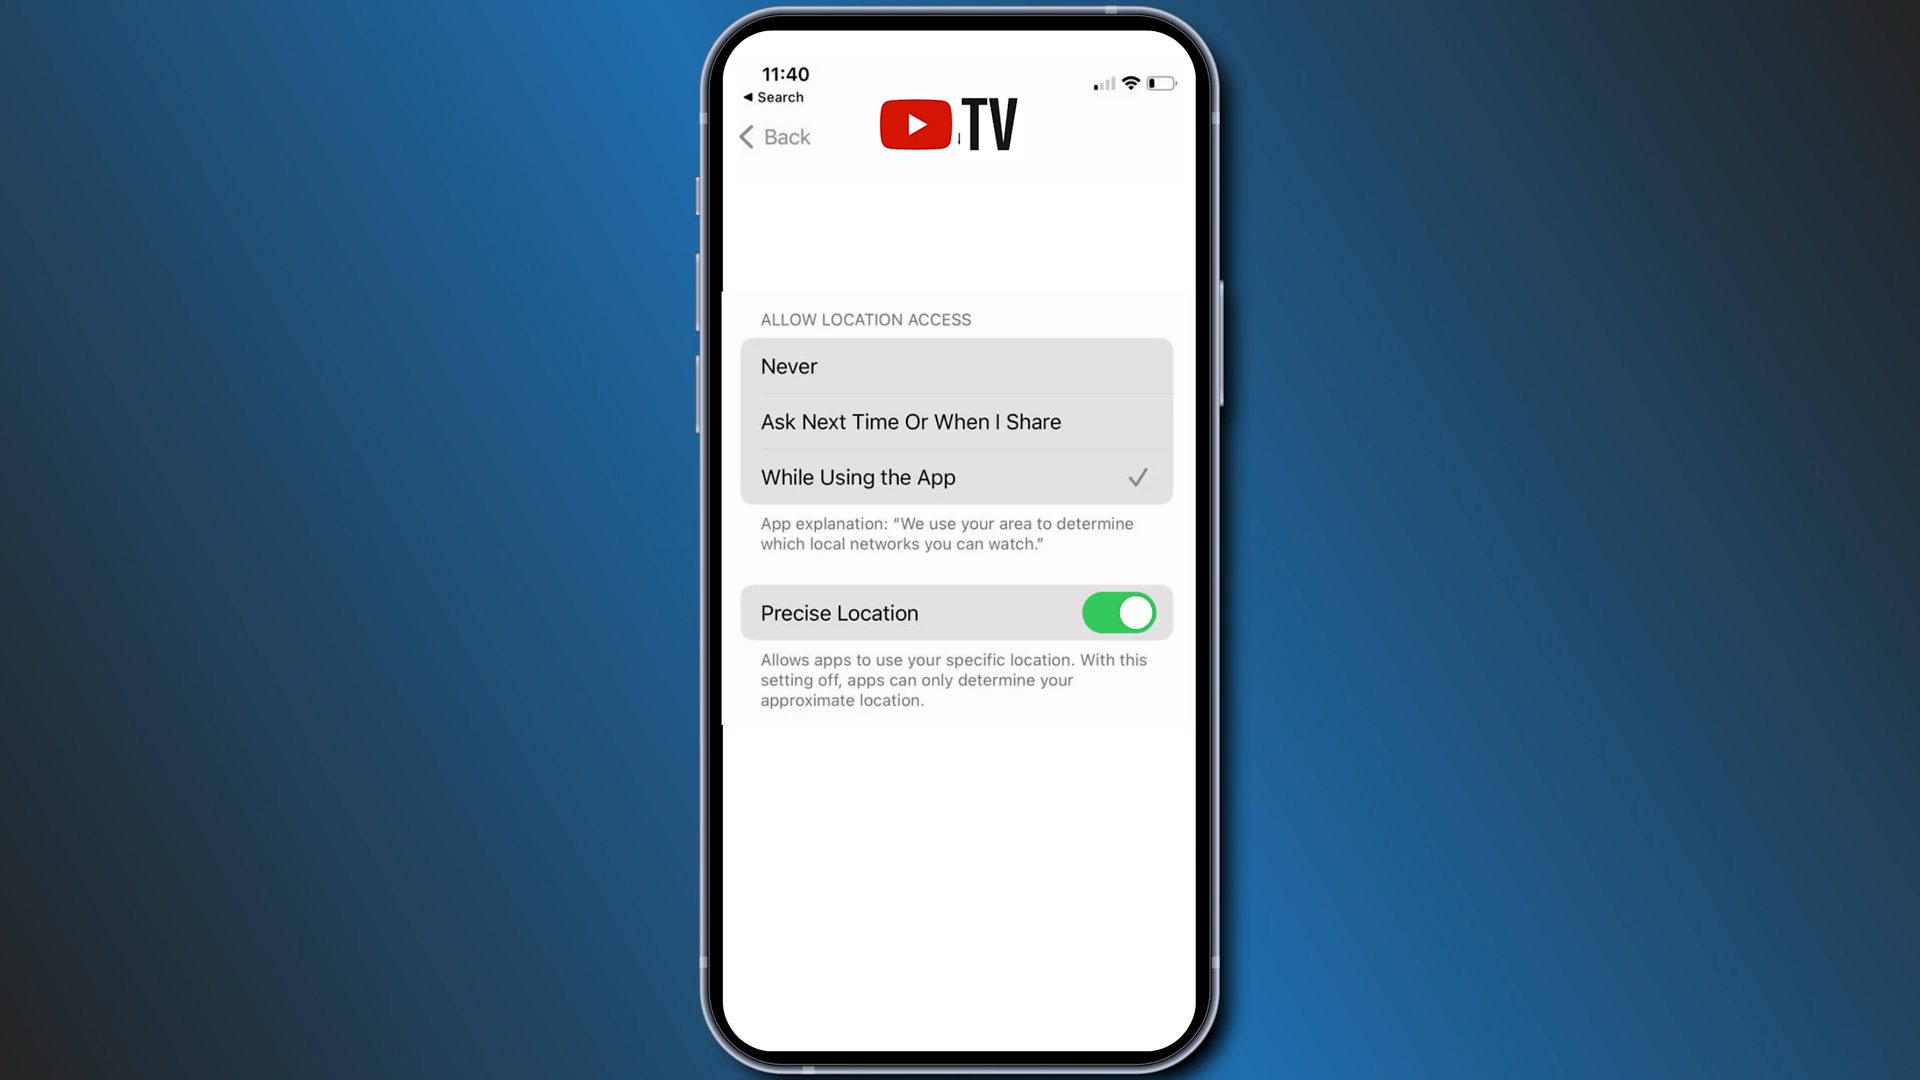 11:40
◀ Search
Back
TV
ALLOW LOCATION ACCESS
Never
Ask Next Time Or When I Share
While Using the App
App explanation: “We use your area to determine
which local networks you can watch.”
Precise Location
Allows apps to use your specific location. With this
setting off, apps can only determine your
approximate location.